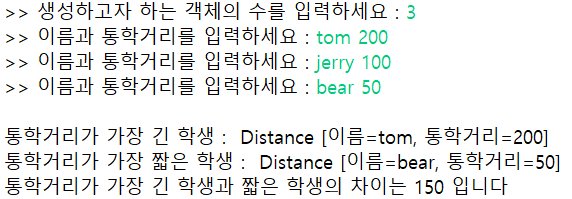 >> 생성하고자 하는 객체의 수를 입력하세요 : 3
>> 이름과 통학거리를 입력하세요 : tom 200
>> 이름과 통학거리를 입력하세요 : jerry 100
>> 이름과 통학거리를 입력하세요 : bear 50
통학거리가 가장 긴 학생 :  Distance [이름=tom, 통학거리=200]
통학거리가 가장 짧은 학생 :  Distance [이름=bear, 통학거리=50]
통학거리가 가장 긴 학생과 짧은 학생의 차이는 150 입니다